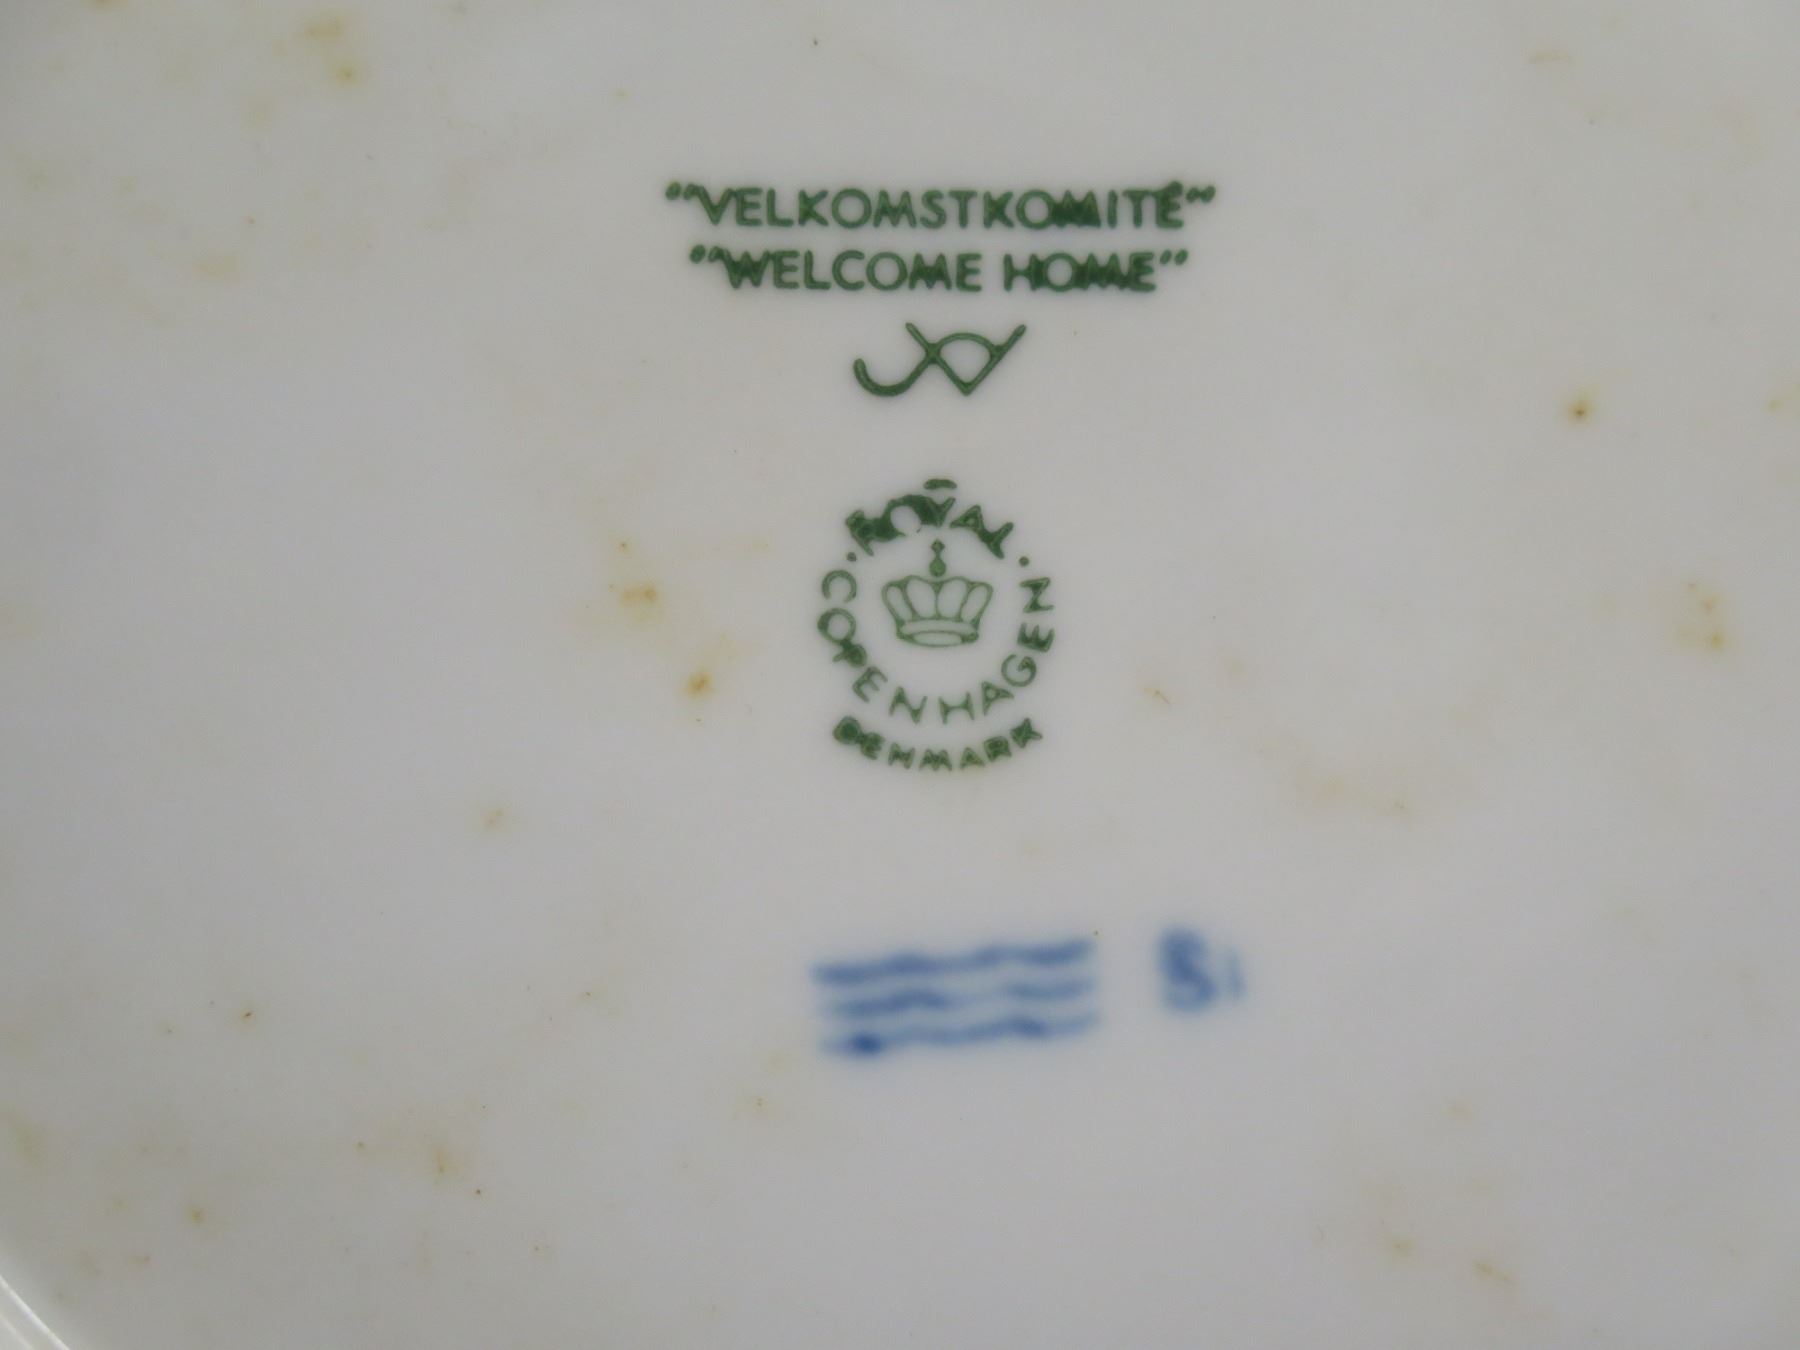 "VELKOMSTKOMITÉ"
"WELCOME HOME"
ROYAL
COPENHAGEN
DENMARK